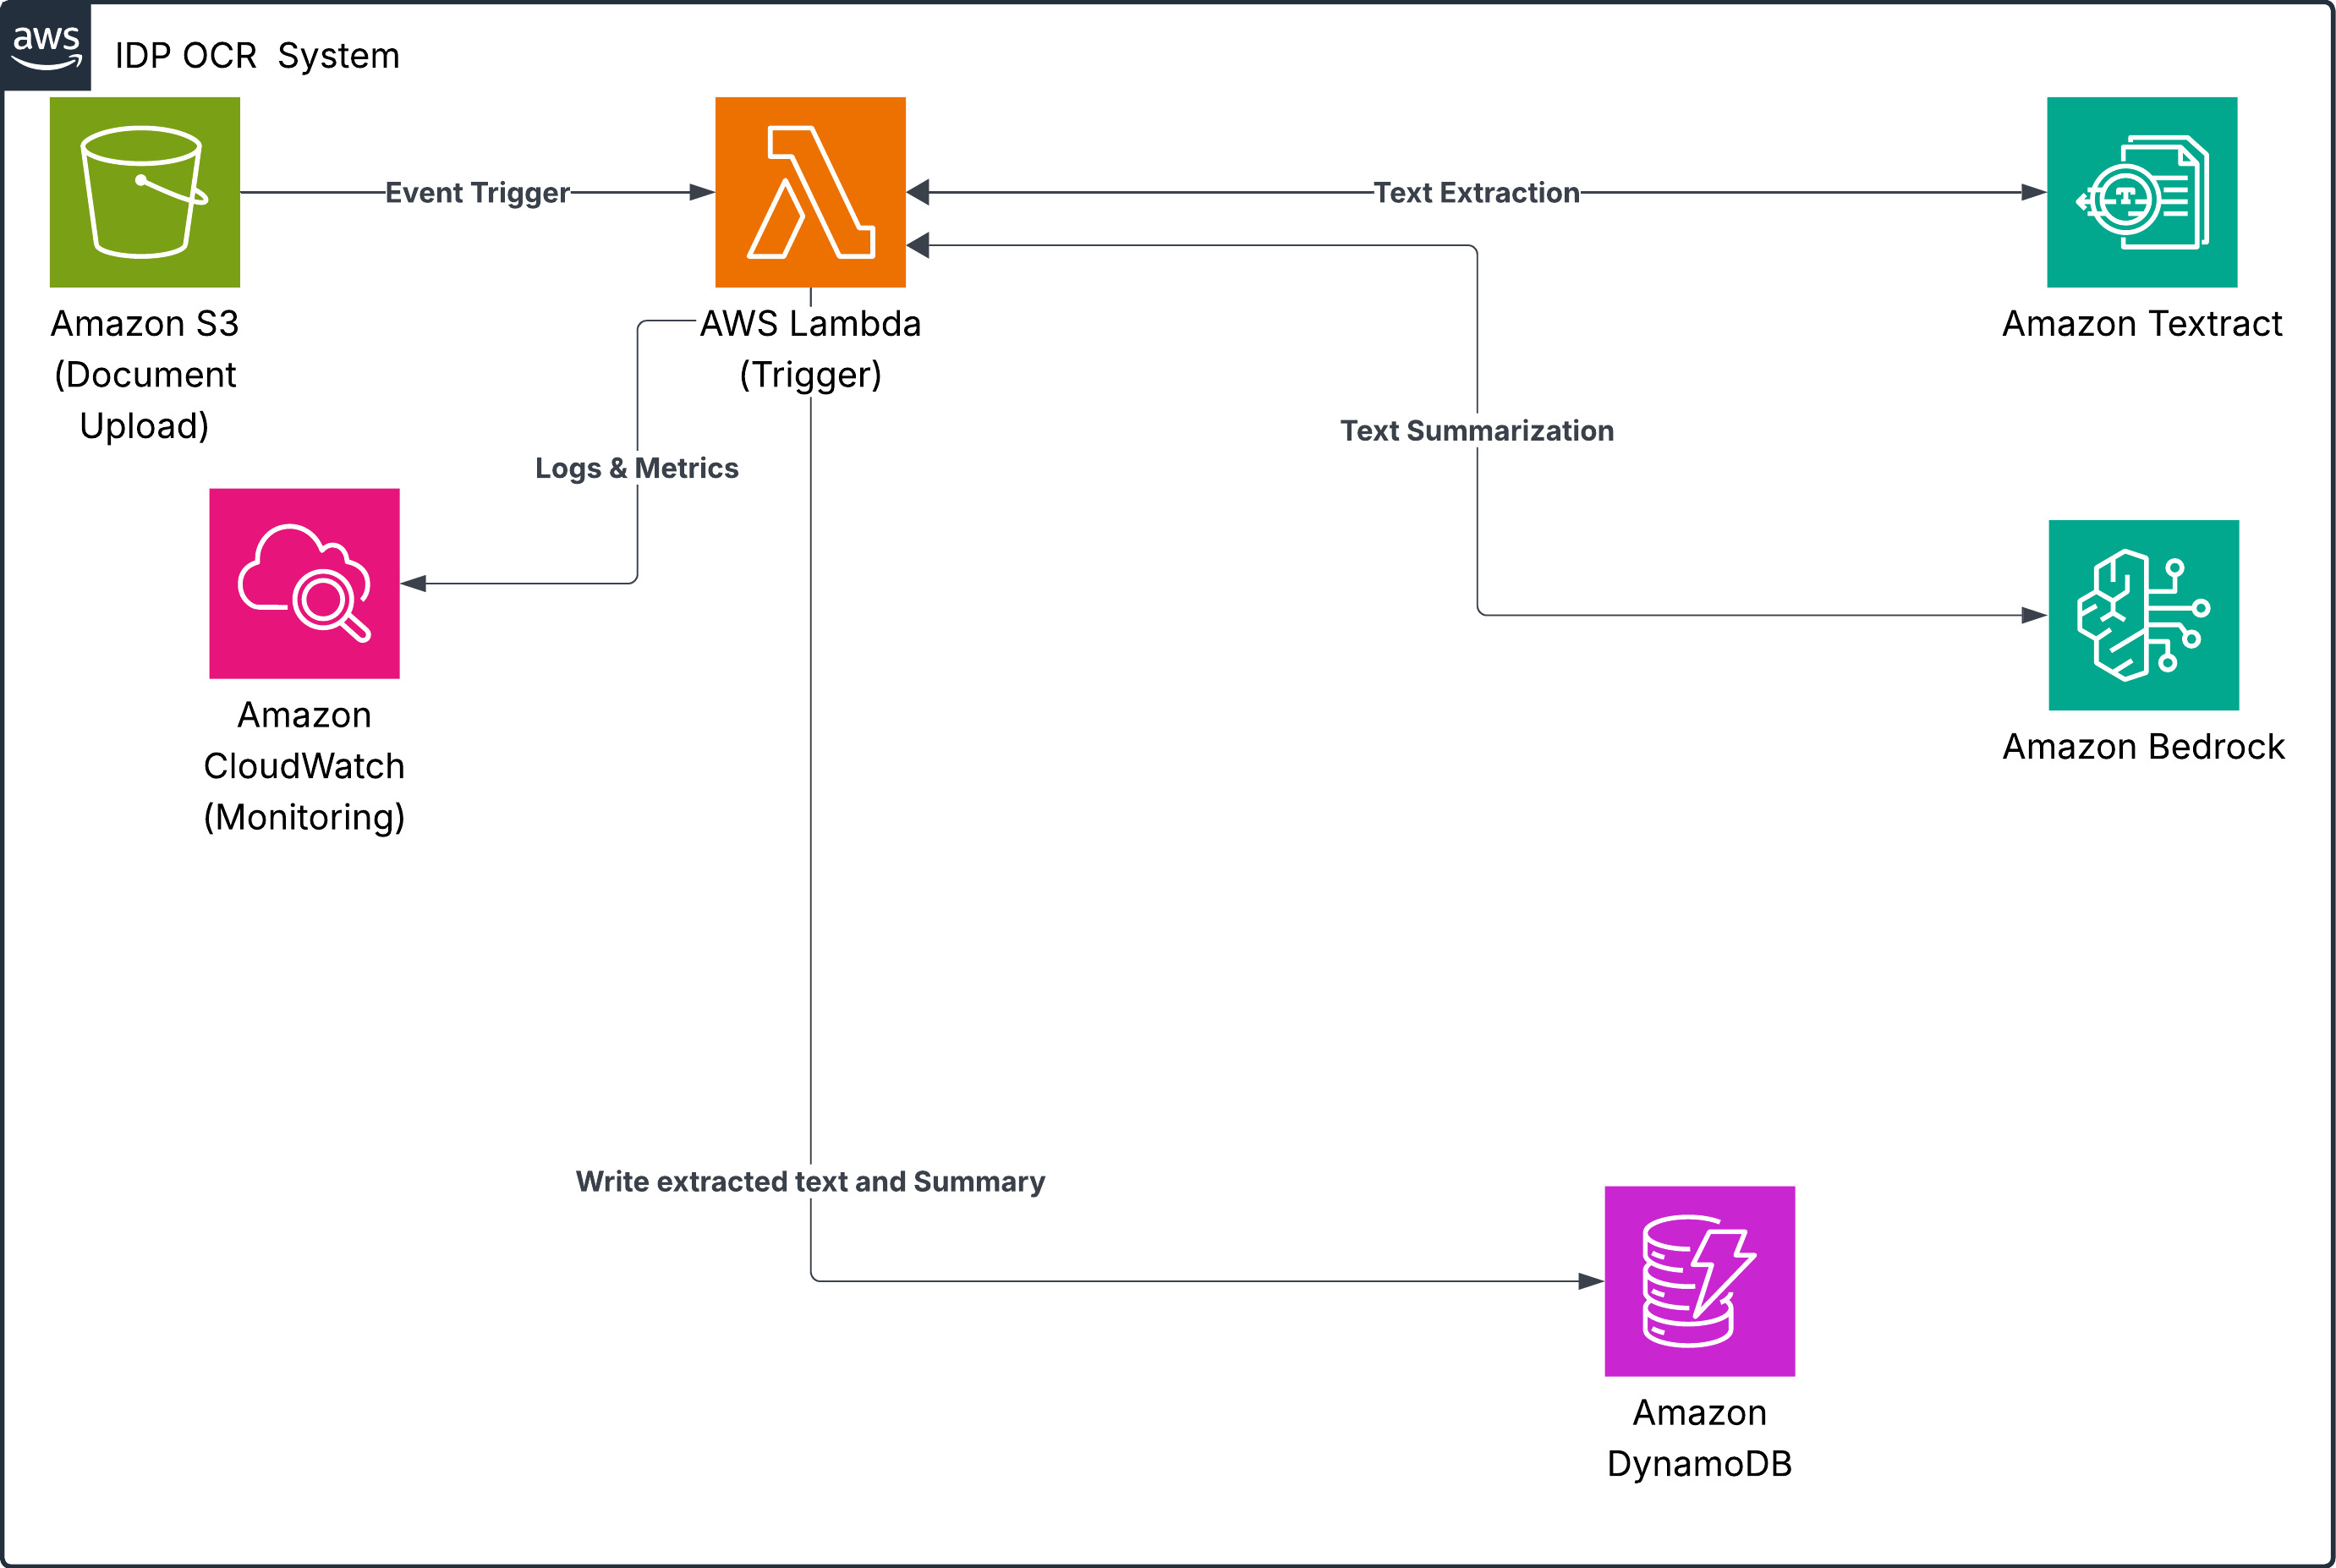 aws
IDP OCR System
Event Trigger
Text Extraction
Amazon S3
(Document
Upload)
AWS Lambda
(Trigger)
Amazon Textract
Text Summarization
Logs & Metrics
Amazon
CloudWatch
(Monitoring)
Amazon Bedrock
Write extracted text and Summary
Amazon
DynamoDB